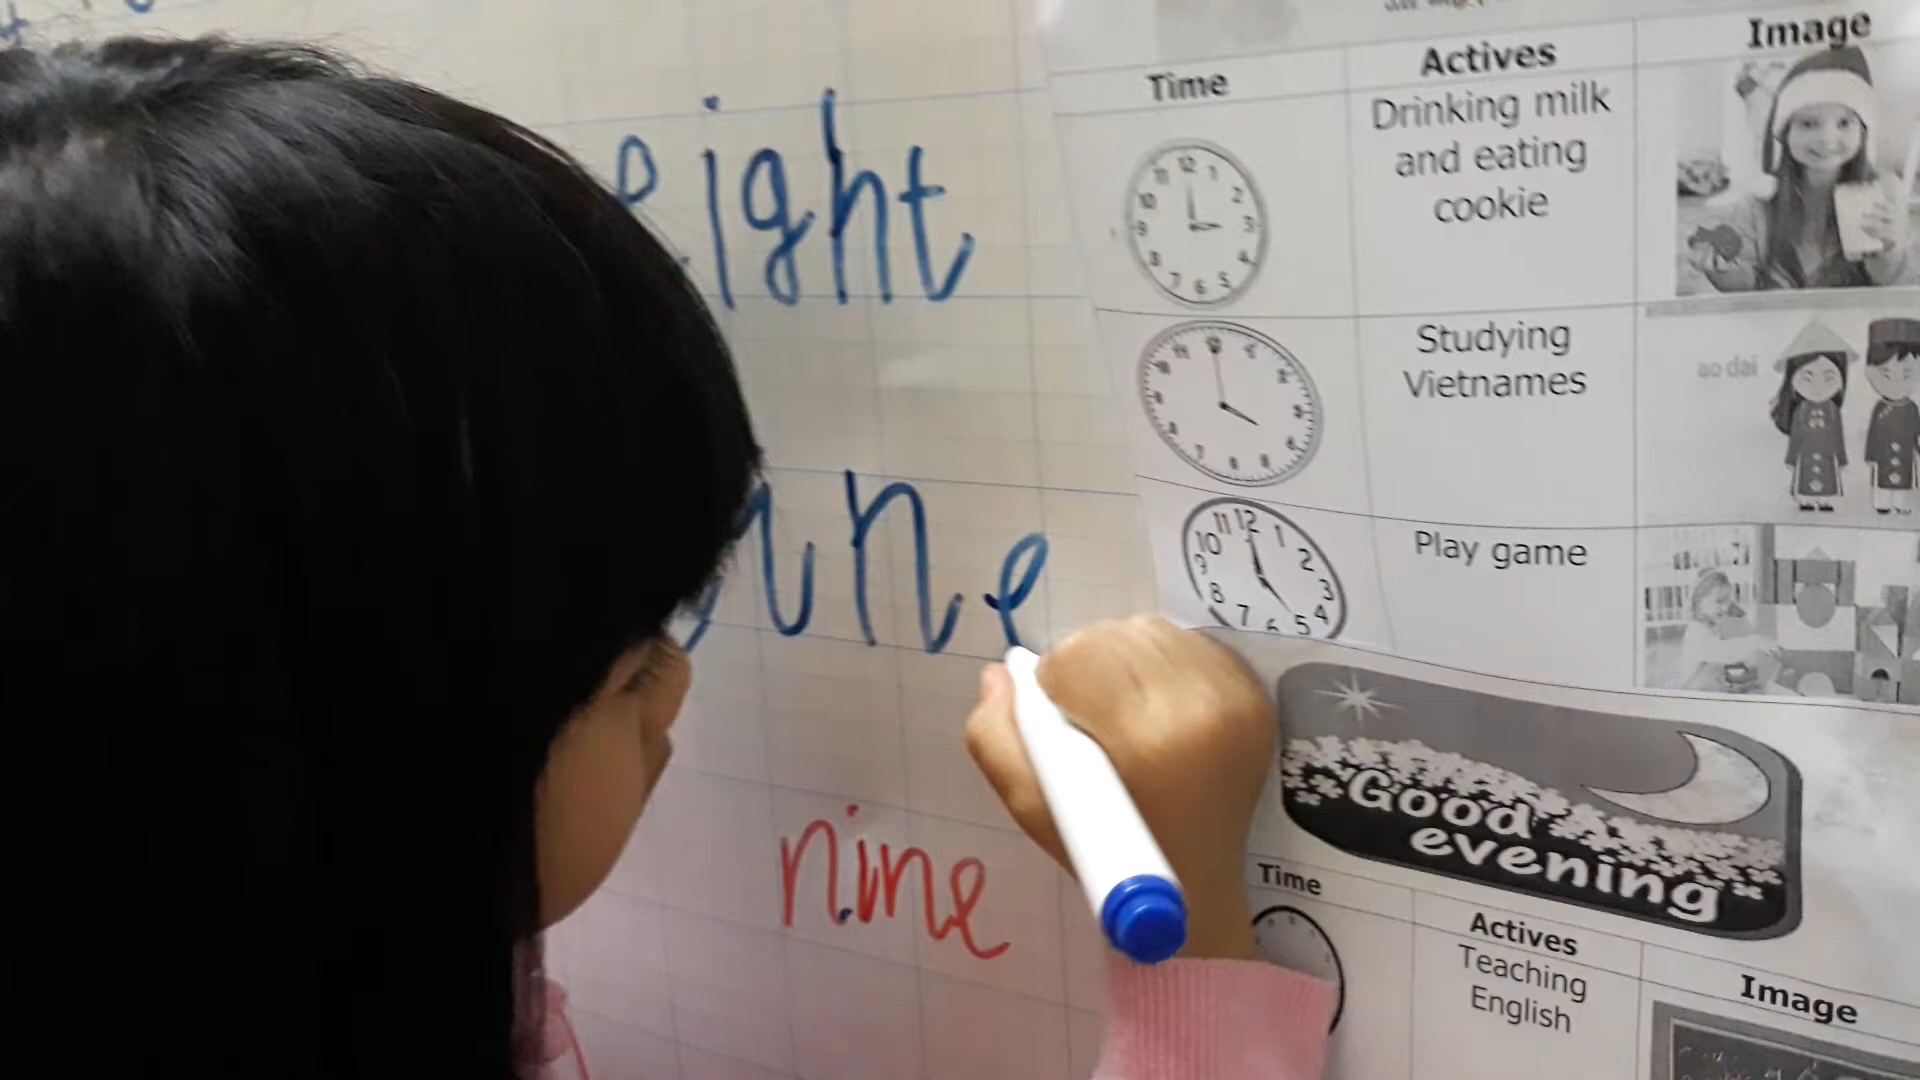 eight
nine
nine
Time Actives Image
Drinking milk
and eating
cookie
Studying
Vietnames
ao dai
Play game
Good
evening
Time Actives Image
Teaching
English